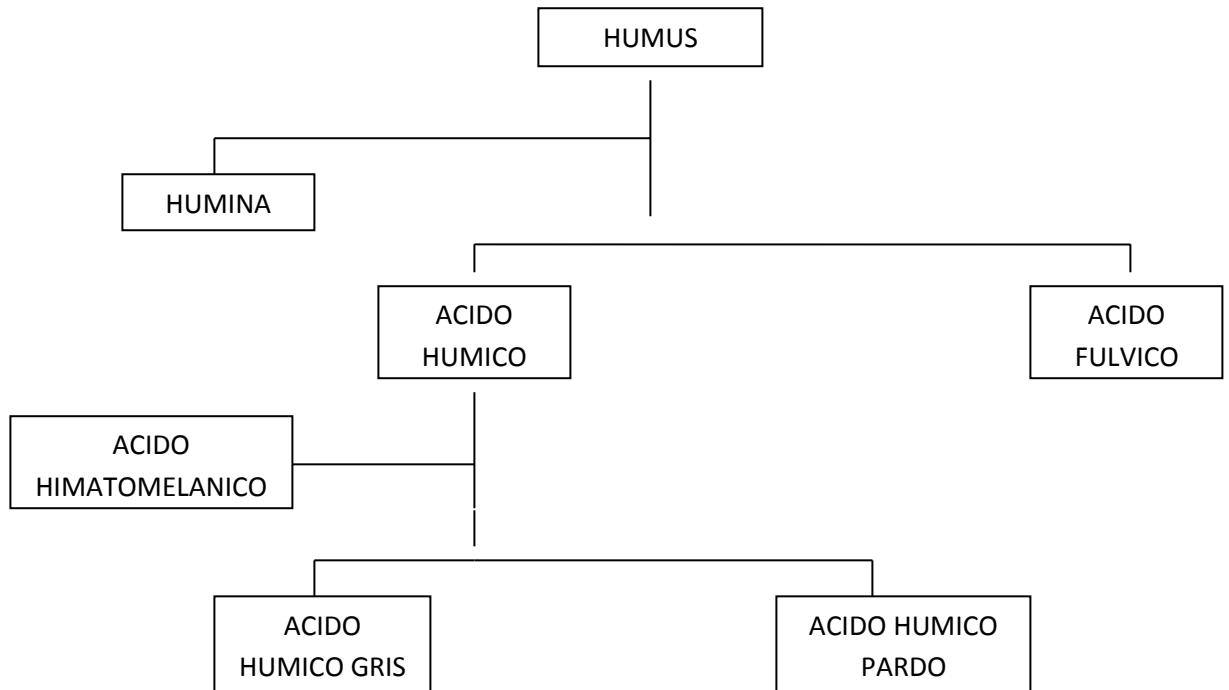 HUMUS
HUMINA
ACIDO
HUMICO
ACIDO
FULVICO
ACIDO
HIMATOMELANICO
ACIDO
HUMICO GRIS
ACIDO HUMICO
PARDO